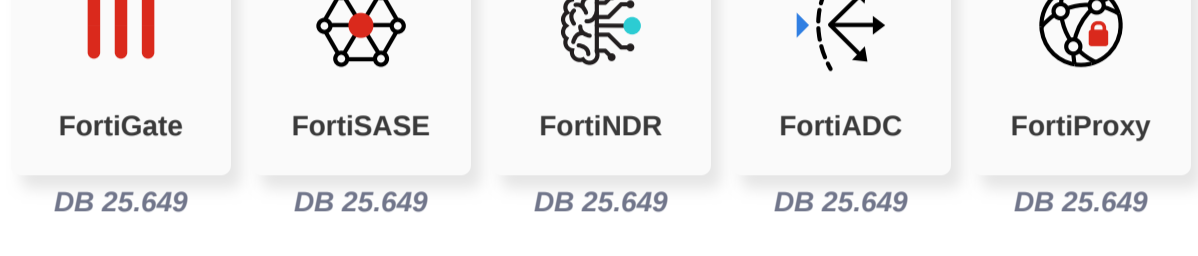 FortiGate FortiSASE FortiNDR FortiADC FortiProxy
DB 25.649 DB 25.649 DB 25.649 DB 25.649 DB 25.649